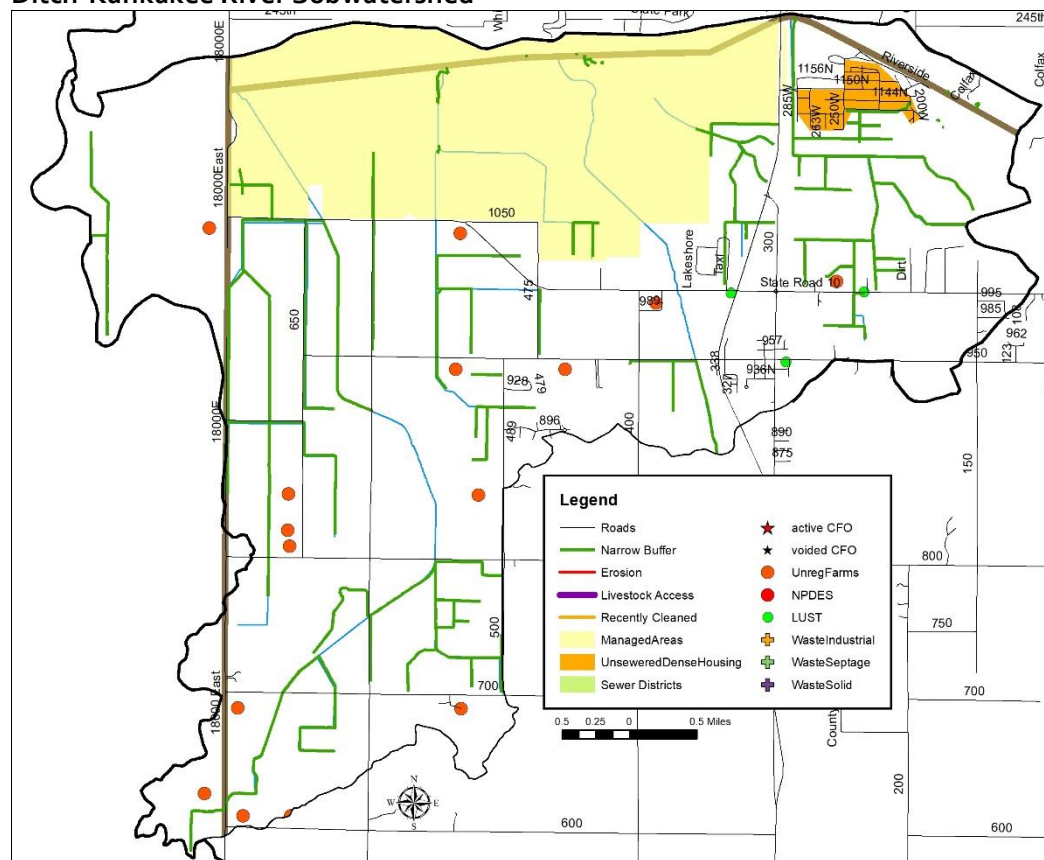 Ditch-Kankakee River Subwatershed
245th
State Park
245th
18000E
Riverside
Colfax
Colfax
1156N
1150N
1144N
200W
285W
263W
250W
18000East
1050
Lakeshore
Taxi
300
Dirt
State Road 10
475
650
989
995
985
108
962
957
950
123
338
327
936N
928
479
18000E
489
896
400
890
875
150
800
500
750
18000 East
700
700
County
200
600
600
Legend
Roads
Narrow Buffer
Erosion
Livestock Access
Recently Cleaned
ManagedAreas
UnseweredDenseHousing
Sewer Districts
active CFO
voided CFO
UnregFarms
NPDES
LUST
WasteIndustrial
WasteSeptage
WasteSolid
0.5 0.25 0 0.5 Miles
N
W E
S